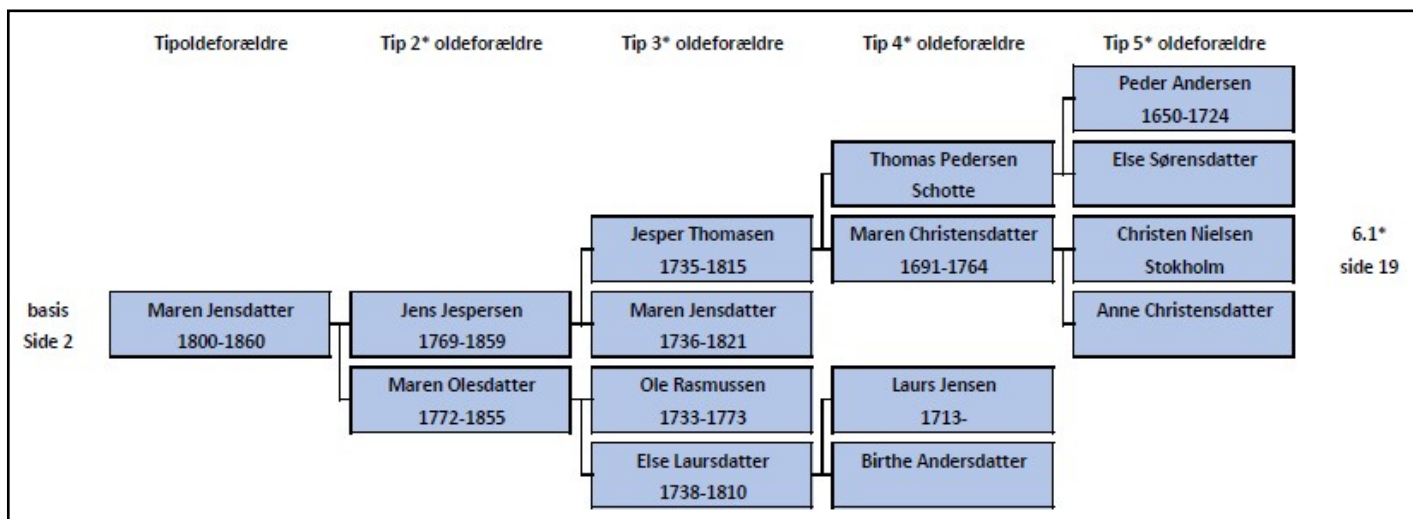 Tipoldeforældre
Tip 2* oldeforældre
Tip 3* oldeforældre
Tip 4* oldeforældre
Tip 5* oldeforældre
Peder Andersen
1650-1724
Thomas Pedersen
Schotte
Else Sørensdatter
Jesper Thomasen
1735-1815
Maren Christensdatter
1691-1764
Christen Nielsen
Stokholm
6.1*
side 19
basis
Side 2
Maren Jensdatter
1800-1860
Jens Jespersen
1769-1859
Maren Jensdatter
1736-1821
Anne Christensdatter
Maren Olesdatter
1772-1855
Ole Rasmussen
1733-1773
Laurs Jensen
1713-
Else Laursdatter
1738-1810
Birthe Andersdatter